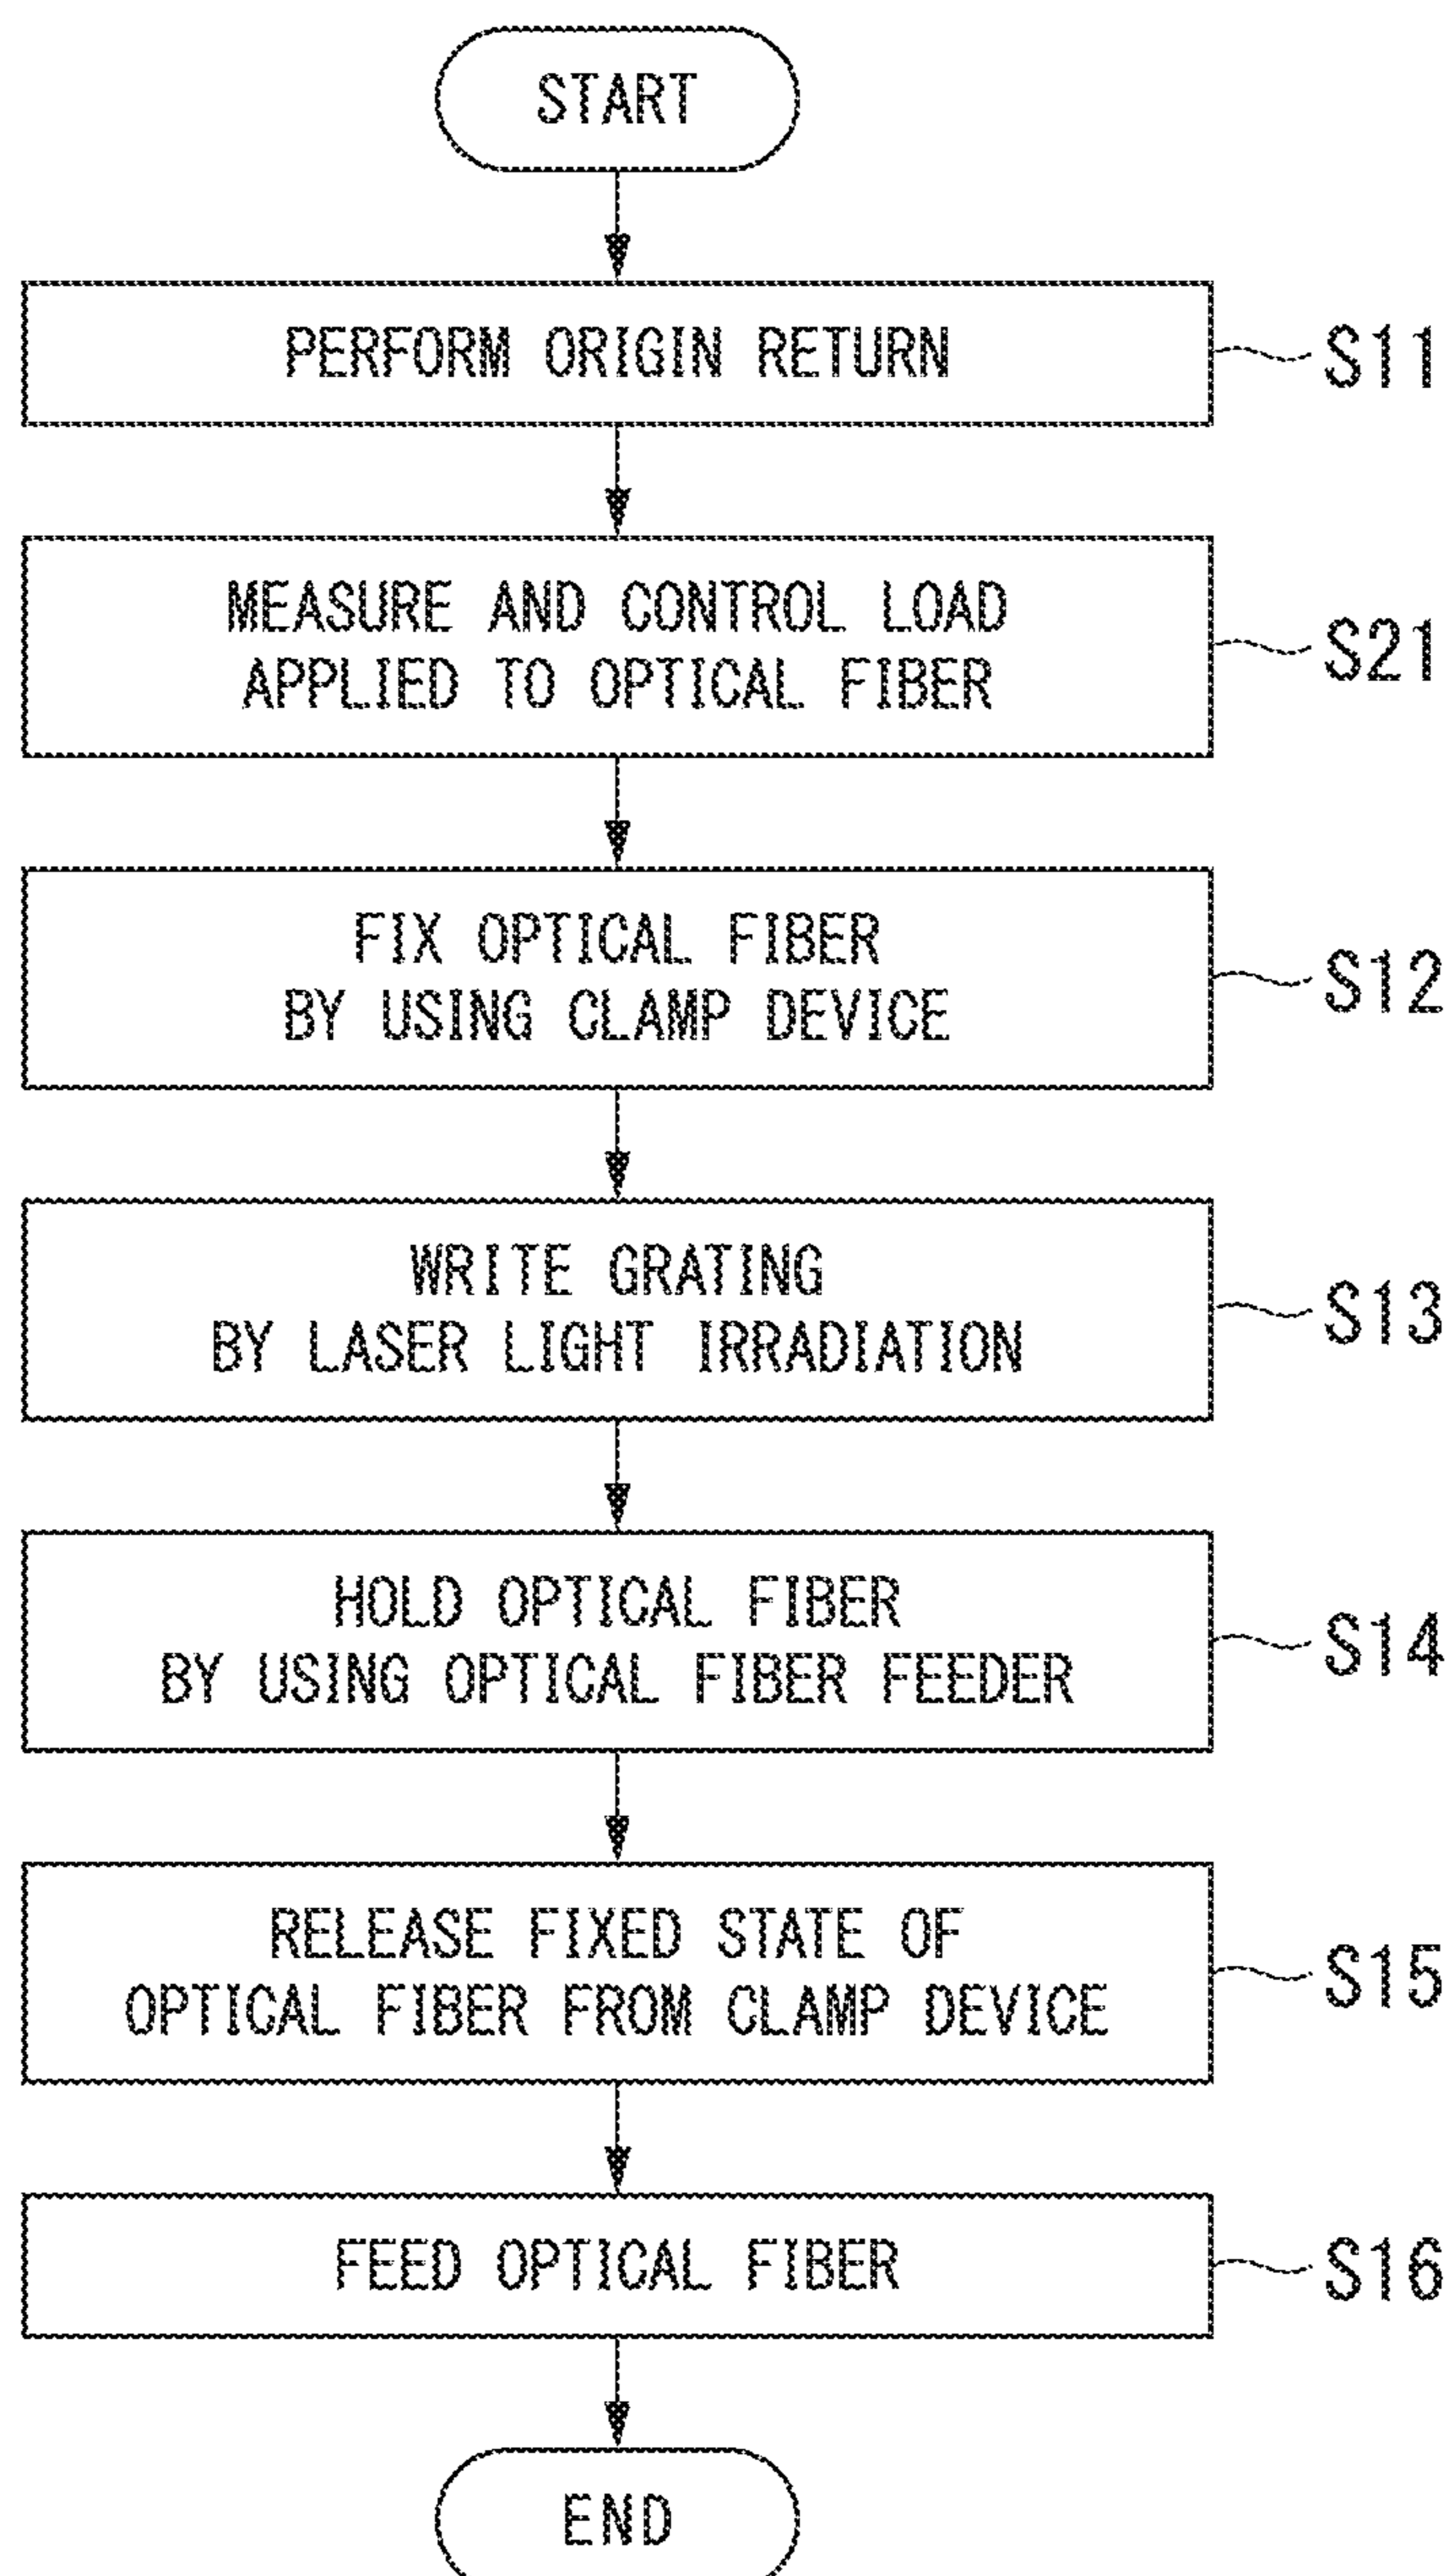 START
PERFORM ORIGIN RETURN
S11
MEASURE AND CONTROL LOAD
APPLIED TO OPTICAL FIBER
S21
FIX OPTICAL FIBER
BY USING CLAMP DEVICE
S12
WRITE GRATING
BY LASER LIGHT IRRADIATION
S13
HOLD OPTICAL FIBER
BY USING OPTICAL FIBER FEEDER
S14
RELEASE FIXED STATE OF
OPTICAL FIBER FROM CLAMP DEVICE
S15
FEED OPTICAL FIBER
S16
END